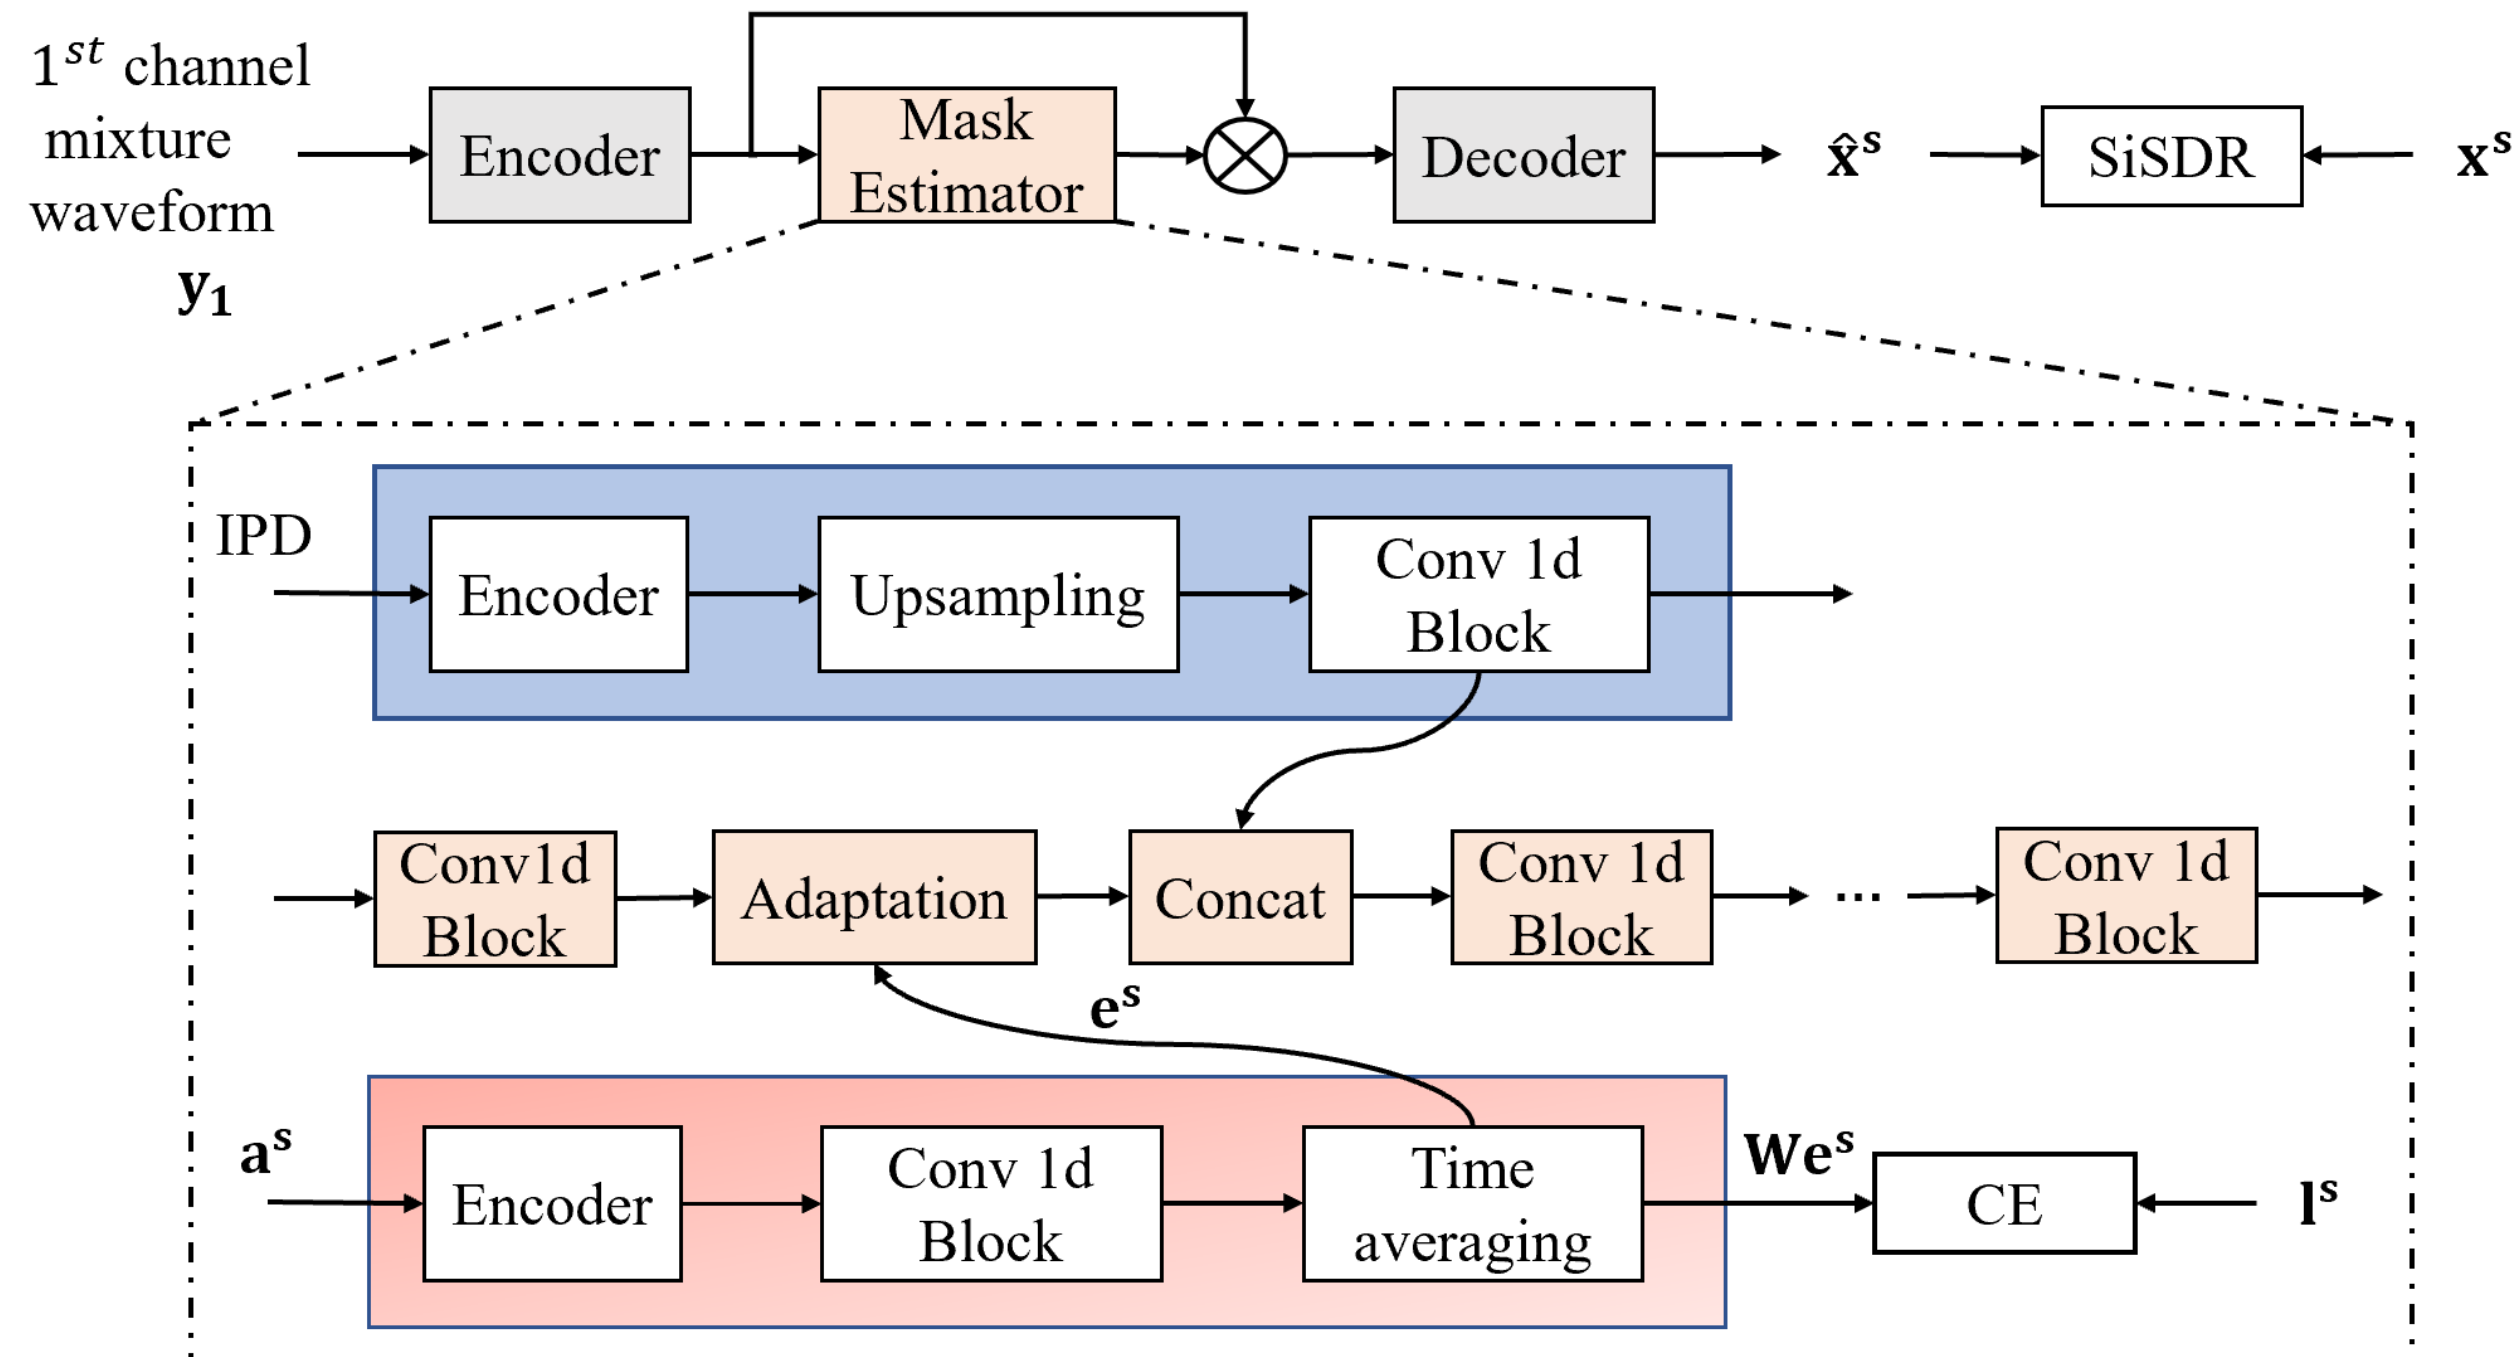 1st channel
mixture
waveform
y1
Encoder
Mask
Estimator
Decoder
x̂s
SiSDR
xs
IPD
Encoder
Upsampling
Conv 1d
Block
Conv1d
Block
Adaptation
Concat
Conv 1d
Block
...
Conv 1d
Block
es
as
Encoder
Conv 1d
Block
Time
averaging
Wes
CE
ls